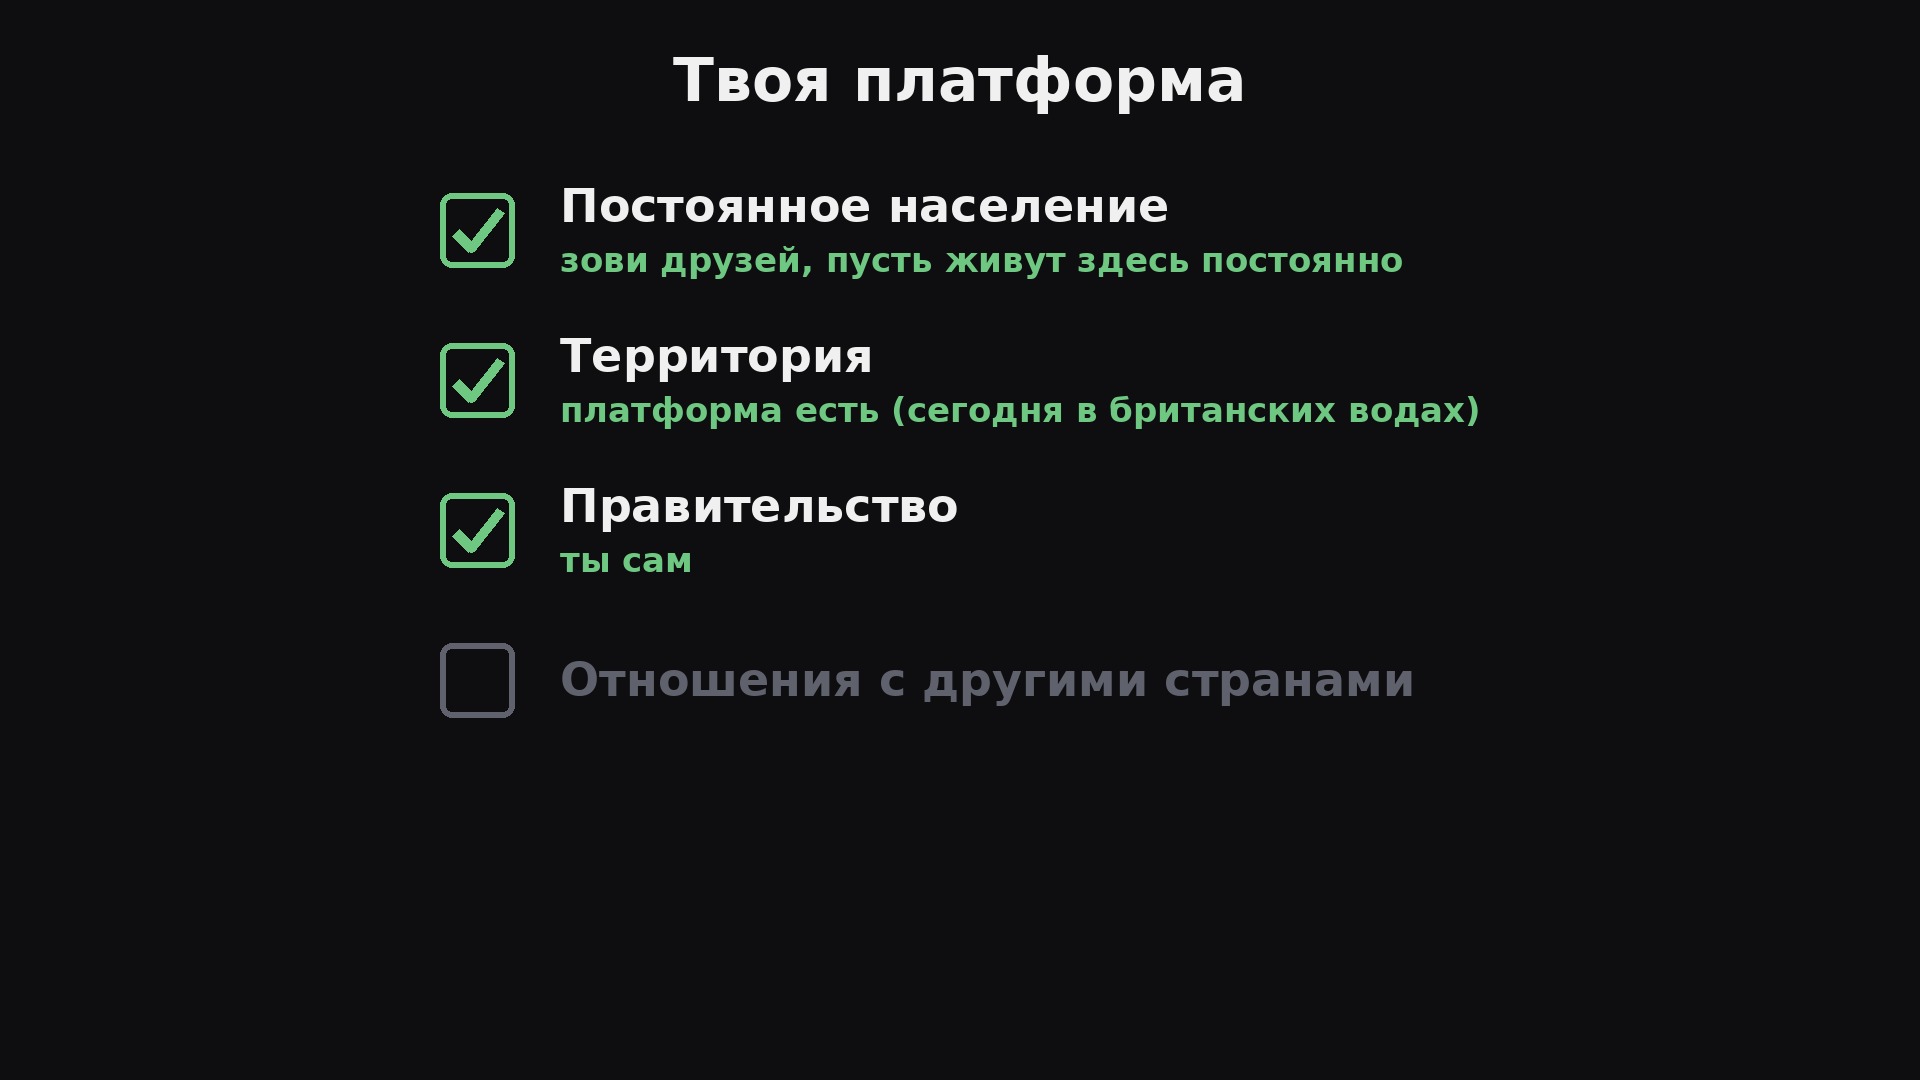 Твоя платформа
Постоянное население
зови друзей, пусть живут здесь постоянно
Территория
платформа есть (сегодня в британских водах)
Правительство
ты сам
Отношения с другими странами